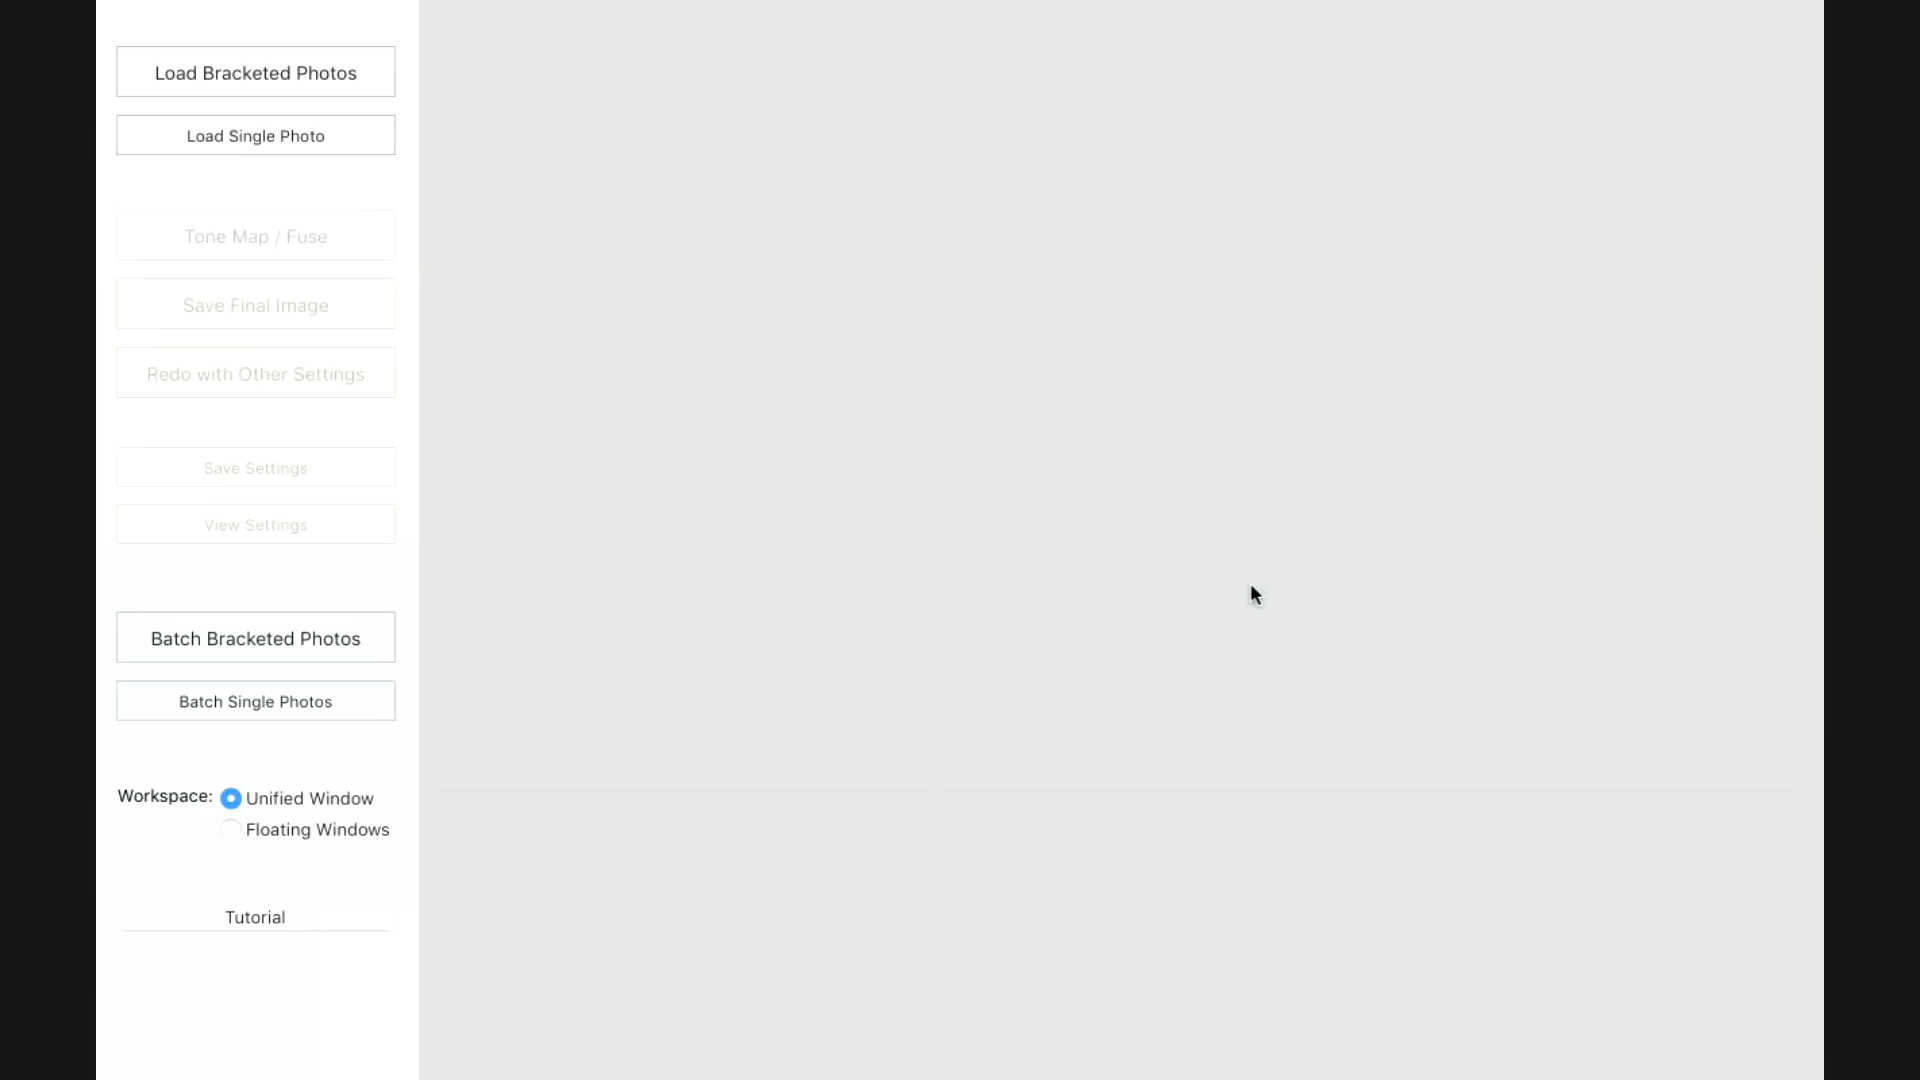 Load Bracketed Photos
Load Single Photo
Tone Map / Fuse
Save Final Image
Redo with Other Settings
Save Settings
View Settings
Batch Bracketed Photos
Batch Single Photos
Workspace: Unified Window
Floating Windows
Tutorial